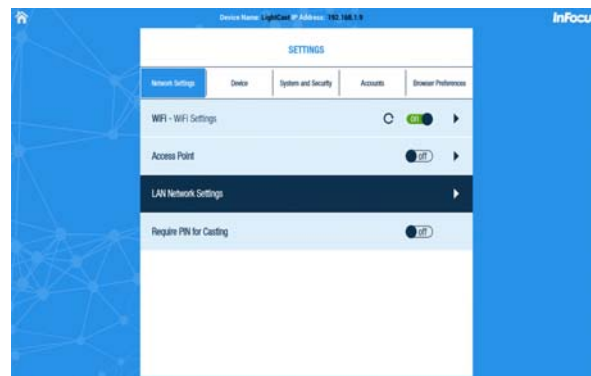 Device Name: LightCast IP Address: 192.168.1.9
InFocu
SETTINGS
Network Settings
Device
System and Security
Accounts
Browser Preferences
WiFi - WiFi Settings
On
Access Point
off
LAN Network Settings
Require PIN for Casting
off